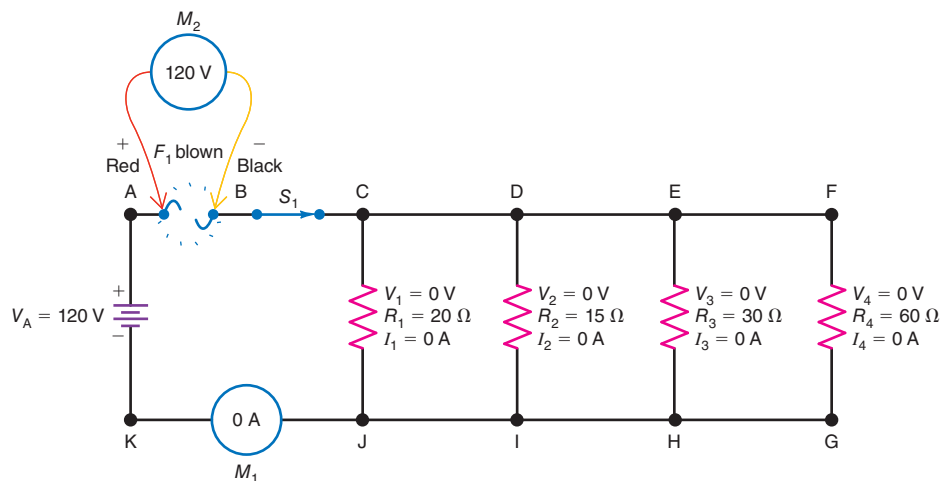 M2
120 V
+
−
Red
F1 blown
Black
A
B
S1
C
D
E
F
+
VA = 120 V
−
V1 = 0 V
R1 = 20 Ω
I1 = 0 A
V2 = 0 V
R2 = 15 Ω
I2 = 0 A
V3 = 0 V
R3 = 30 Ω
I3 = 0 A
V4 = 0 V
R4 = 60 Ω
I4 = 0 A
0 A
K
J
I
H
G
M1